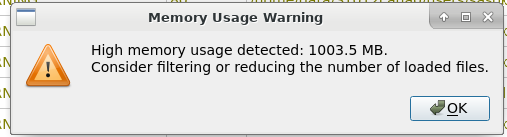 Memory Usage Warning
High memory usage detected: 1003.5 MB.
Consider filtering or reducing the number of loaded files.
OK